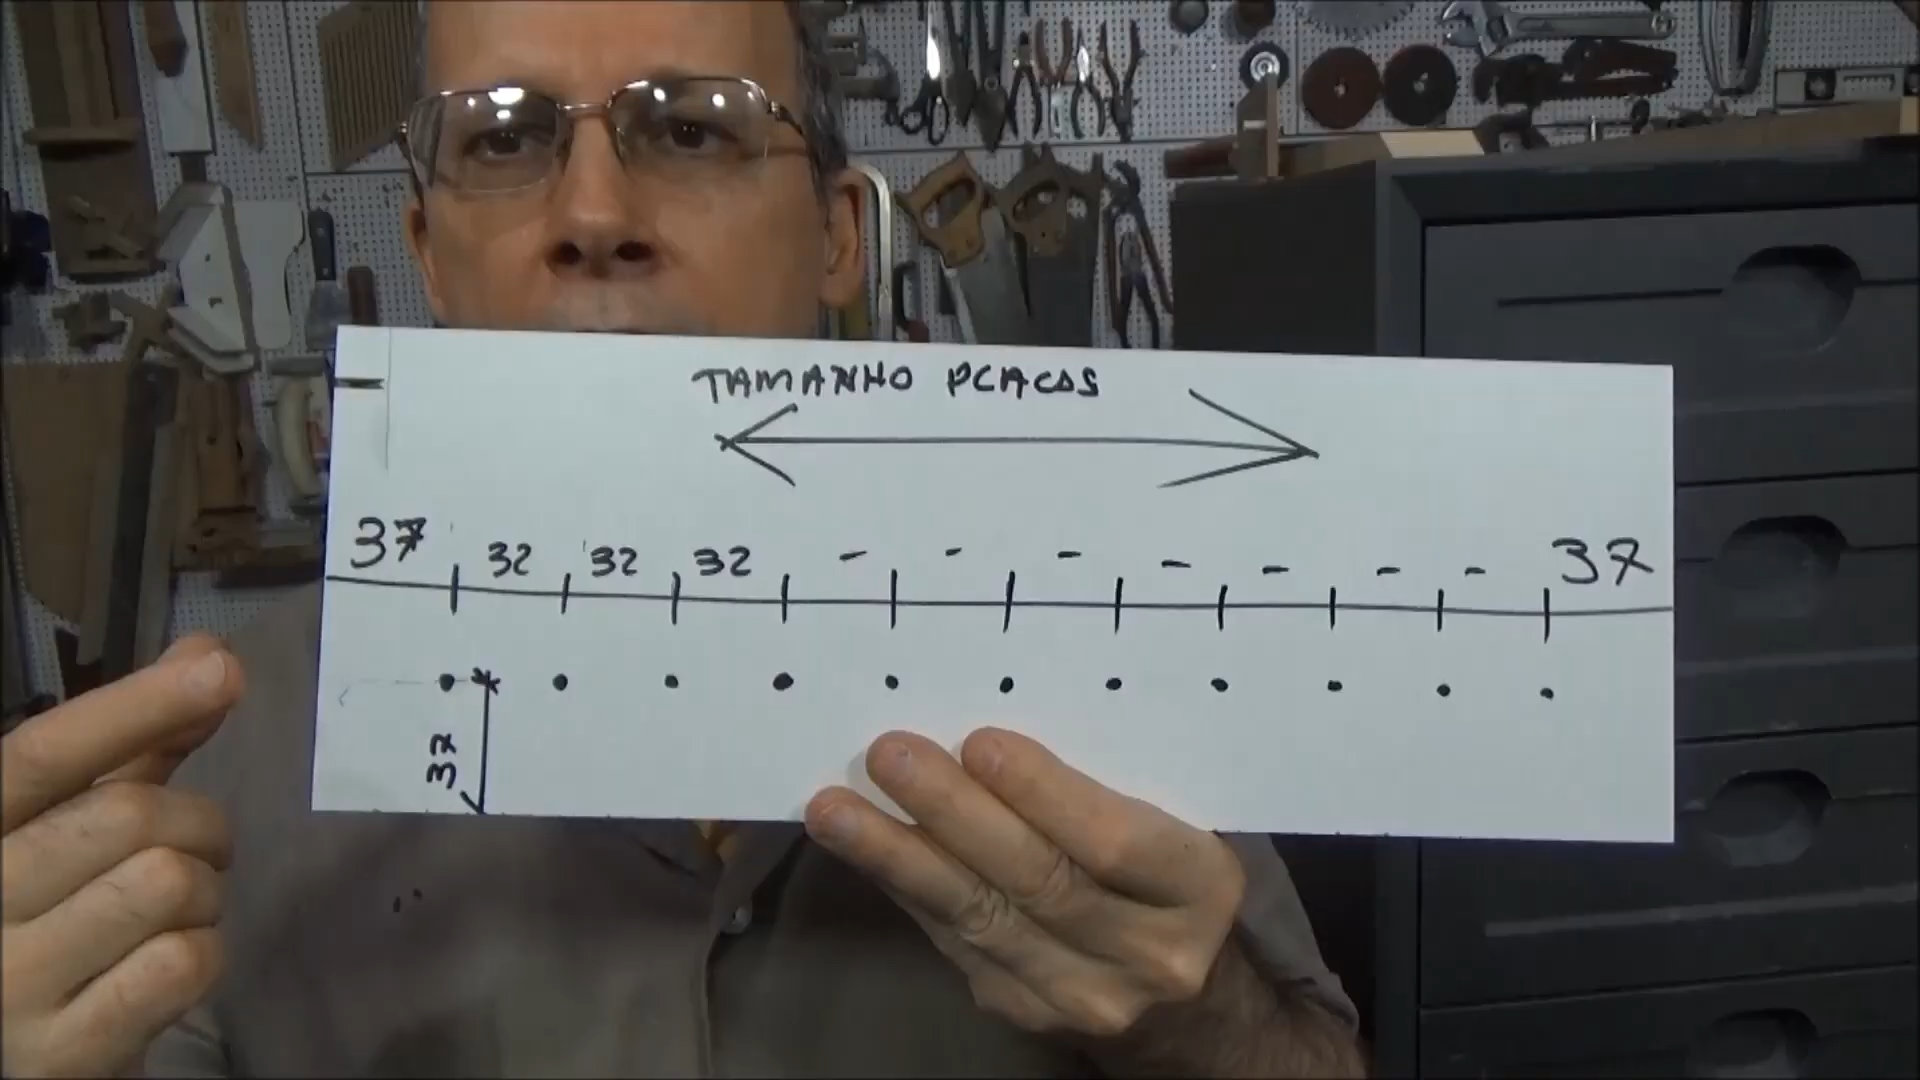 TAMANHO PLACAS
37 32 32 32 - - - - - - - 37
37